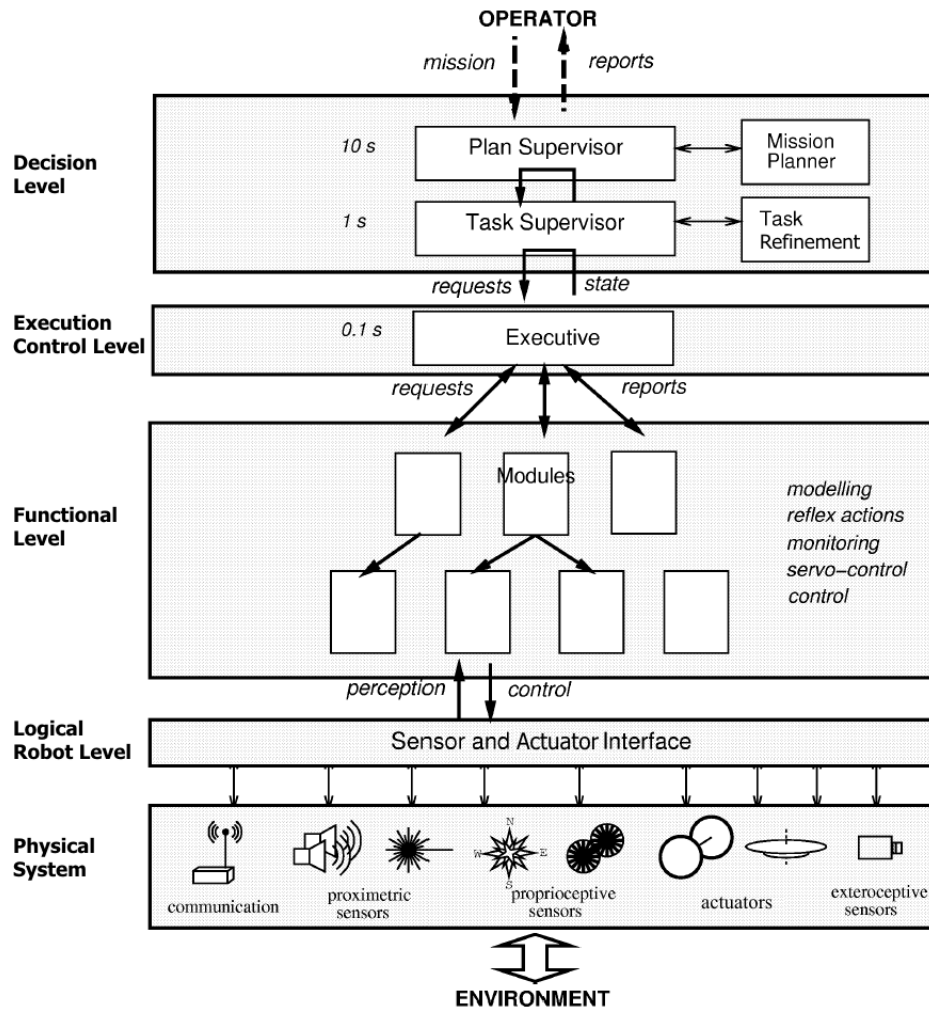 OPERATOR
mission
reports
Decision
Level
10 s
Plan Supervisor
Mission
Planner
1 s
Task Supervisor
Task
Refinement
requests
state
Execution
Control Level
0.1 s
Executive
requests
reports
Functional
Level
Modules
modelling
reflex actions
monitoring
servo-control
control
perception
control
Logical
Robot Level
Sensor and Actuator Interface
Physical
System
N
W
E
S
communication
proximetric
sensors
proprioceptive
sensors
actuators
exteroceptive
sensors
ENVIRONMENT